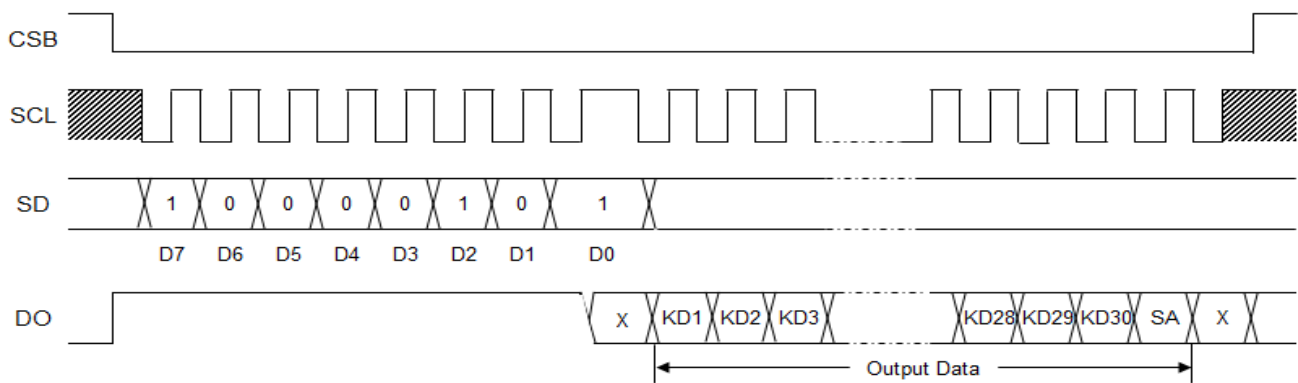 CSB
SCL
SD 1 0 0 0 0 1 0 1
D7 D6 D5 D4 D3 D2 D1 D0
DO X KD1 KD2 KD3 KD28 KD29 KD30 SA X
Output Data